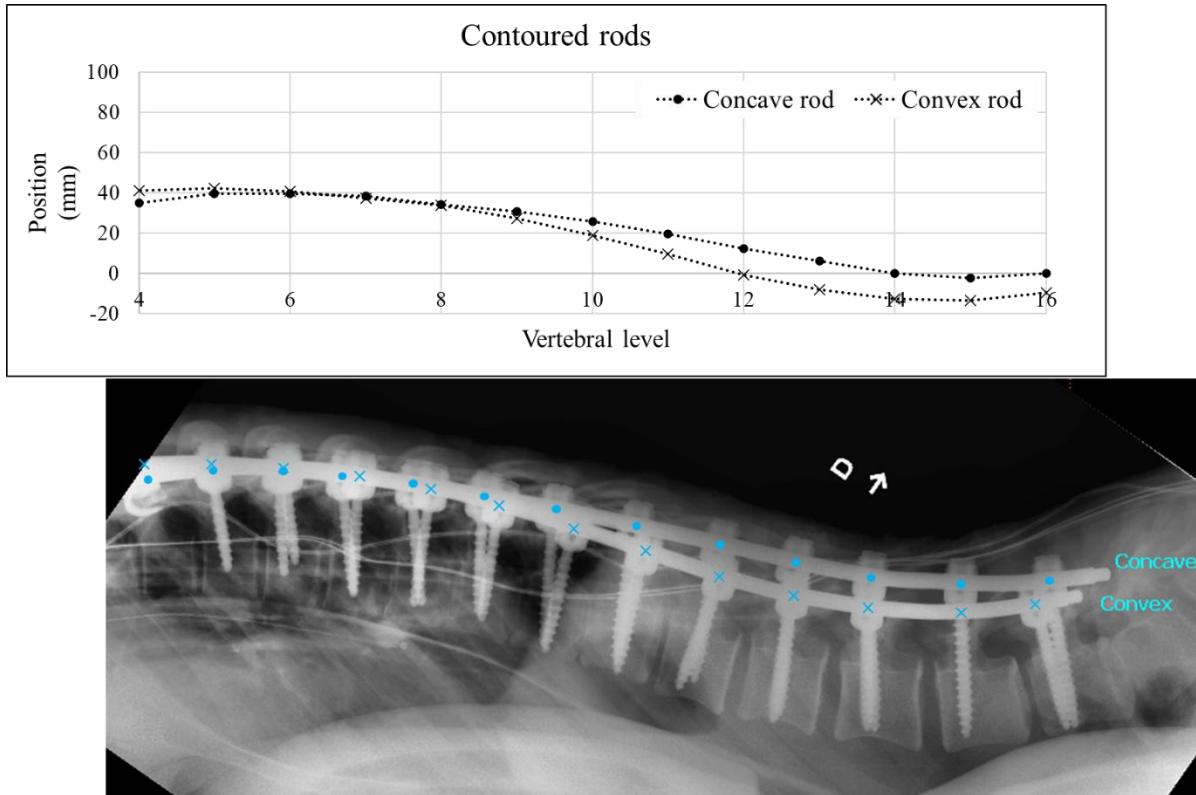 Contoured rods
100
80
60
40
20
0
-20
Position
(mm)
Concave rod
Convex rod
4
6
8
10
12
14
16
Vertebral level
D
Concave
Convex